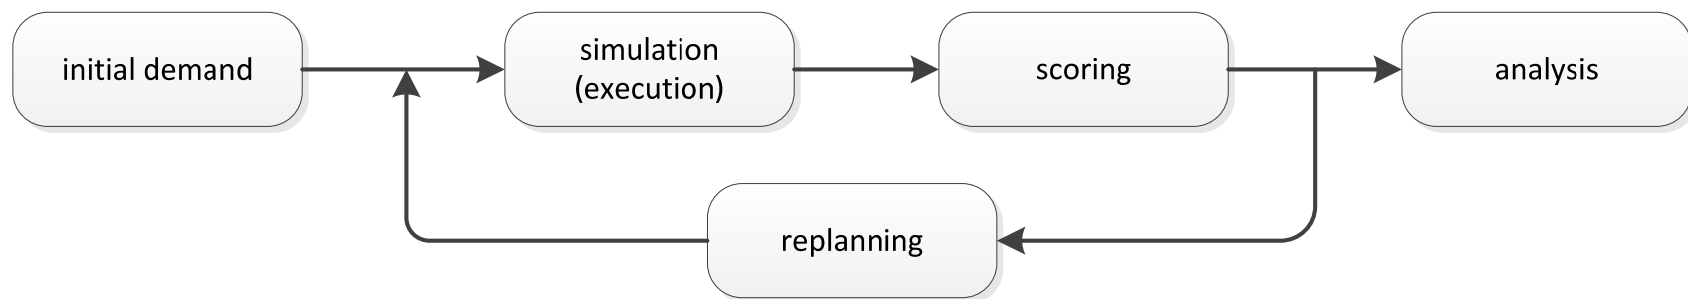 initial demand
simulation
(execution)
scoring
analysis
replanning